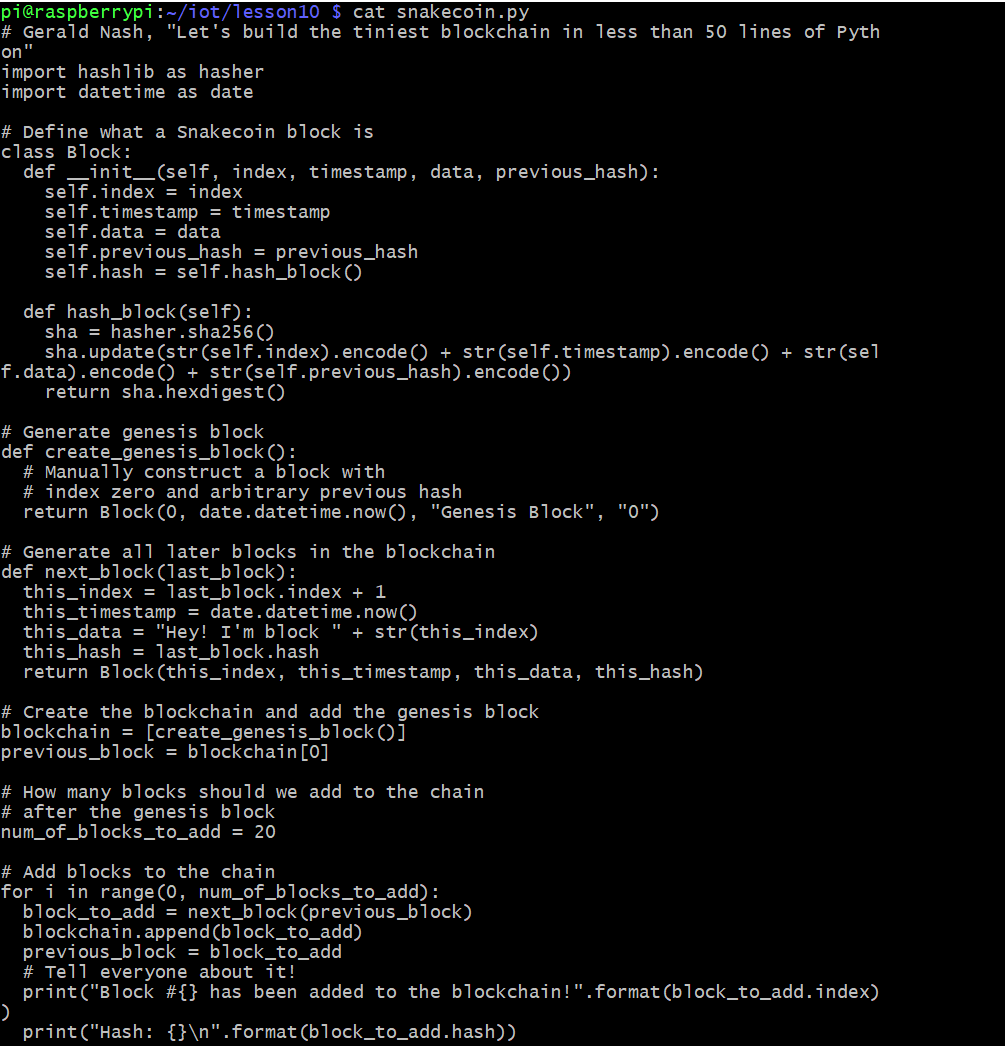 pi@raspberrypi:~/iot/lesson10 $ cat snakecoin.py
# Gerald Nash, "Let's build the tiniest blockchain in less than 50 lines of Pyth
on"
import hashlib as hasher
import datetime as date

# Define what a Snakecoin block is
class Block:
  def __init__(self, index, timestamp, data, previous_hash):
    self.index = index
    self.timestamp = timestamp
    self.data = data
    self.previous_hash = previous_hash
    self.hash = self.hash_block()

  def hash_block(self):
    sha = hasher.sha256()
    sha.update(str(self.index).encode() + str(self.timestamp).encode() + str(sel
f.data).encode() + str(self.previous_hash).encode())
    return sha.hexdigest()

# Generate genesis block
def create_genesis_block():
  # Manually construct a block with
  # index zero and arbitrary previous hash
  return Block(0, date.datetime.now(), "Genesis Block", "0")

# Generate all later blocks in the blockchain
def next_block(last_block):
  this_index = last_block.index + 1
  this_timestamp = date.datetime.now()
  this_data = "Hey! I'm block " + str(this_index)
  this_hash = last_block.hash
  return Block(this_index, this_timestamp, this_data, this_hash)

# Create the blockchain and add the genesis block
blockchain = [create_genesis_block()]
previous_block = blockchain[0]

# How many blocks should we add to the chain
# after the genesis block
num_of_blocks_to_add = 20

# Add blocks to the chain
for i in range(0, num_of_blocks_to_add):
  block_to_add = next_block(previous_block)
  blockchain.append(block_to_add)
  previous_block = block_to_add
  # Tell everyone about it!
  print("Block #{} has been added to the blockchain!".format(block_to_add.index)
)
  print("Hash: {}\n".format(block_to_add.hash))